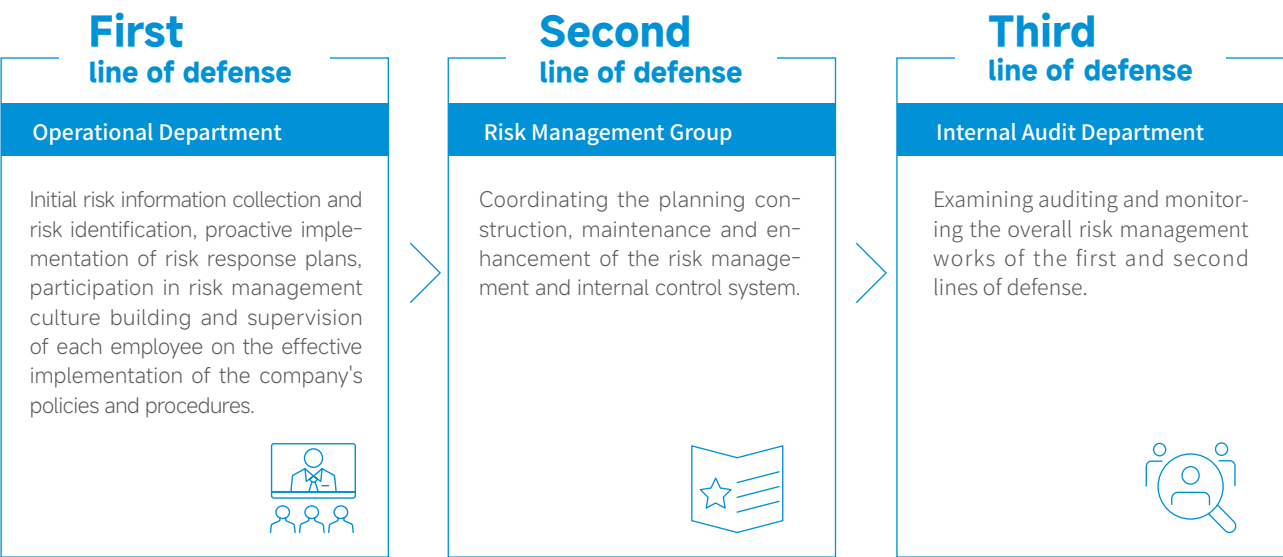 First
line of defense
Operational Department
Initial risk information collection and
risk identification, proactive imple-
mentation of risk response plans,
participation in risk management
culture building and supervision
of each employee on the effective
implementation of the company's
policies and procedures.
Second
line of defense
Risk Management Group
Coordinating the planning con-
struction, maintenance and en-
hancement of the risk manage-
ment and internal control system.
Third
line of defense
Internal Audit Department
Examining auditing and monitor-
ing the overall risk management
works of the first and second
lines of defense.